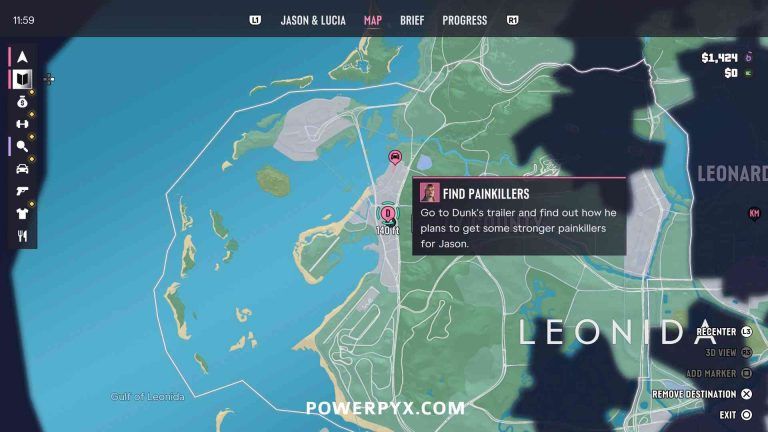 11:59
L1 JASON & LUCIA MAP BRIEF PROGRESS R1
$1,424
$0
LEONARD
FIND PAINKILLERS
Go to Dunk's trailer and find out how he
plans to get some stronger painkillers
for Jason.
D
140 ft
KM
LEONIDA
RECENTER L3
3D VIEW R3
ADD MARKER
REMOVE DESTINATION
EXIT
Gulf of Leonida
POWERPYX.COM